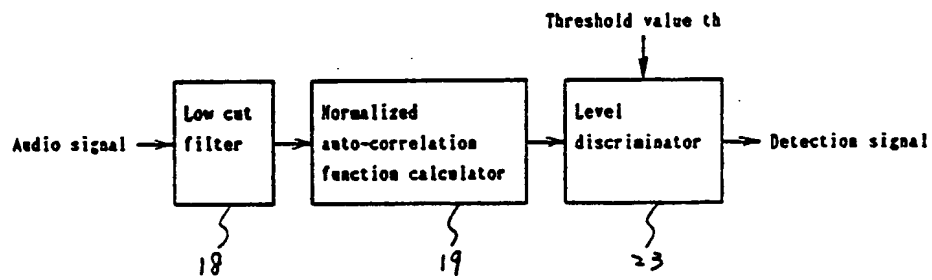 Threshold value th
Low cut
filter
Normalized
auto-correlation
function calculator
Level
discriminator
Audio signal
Detection signal
18
19
23